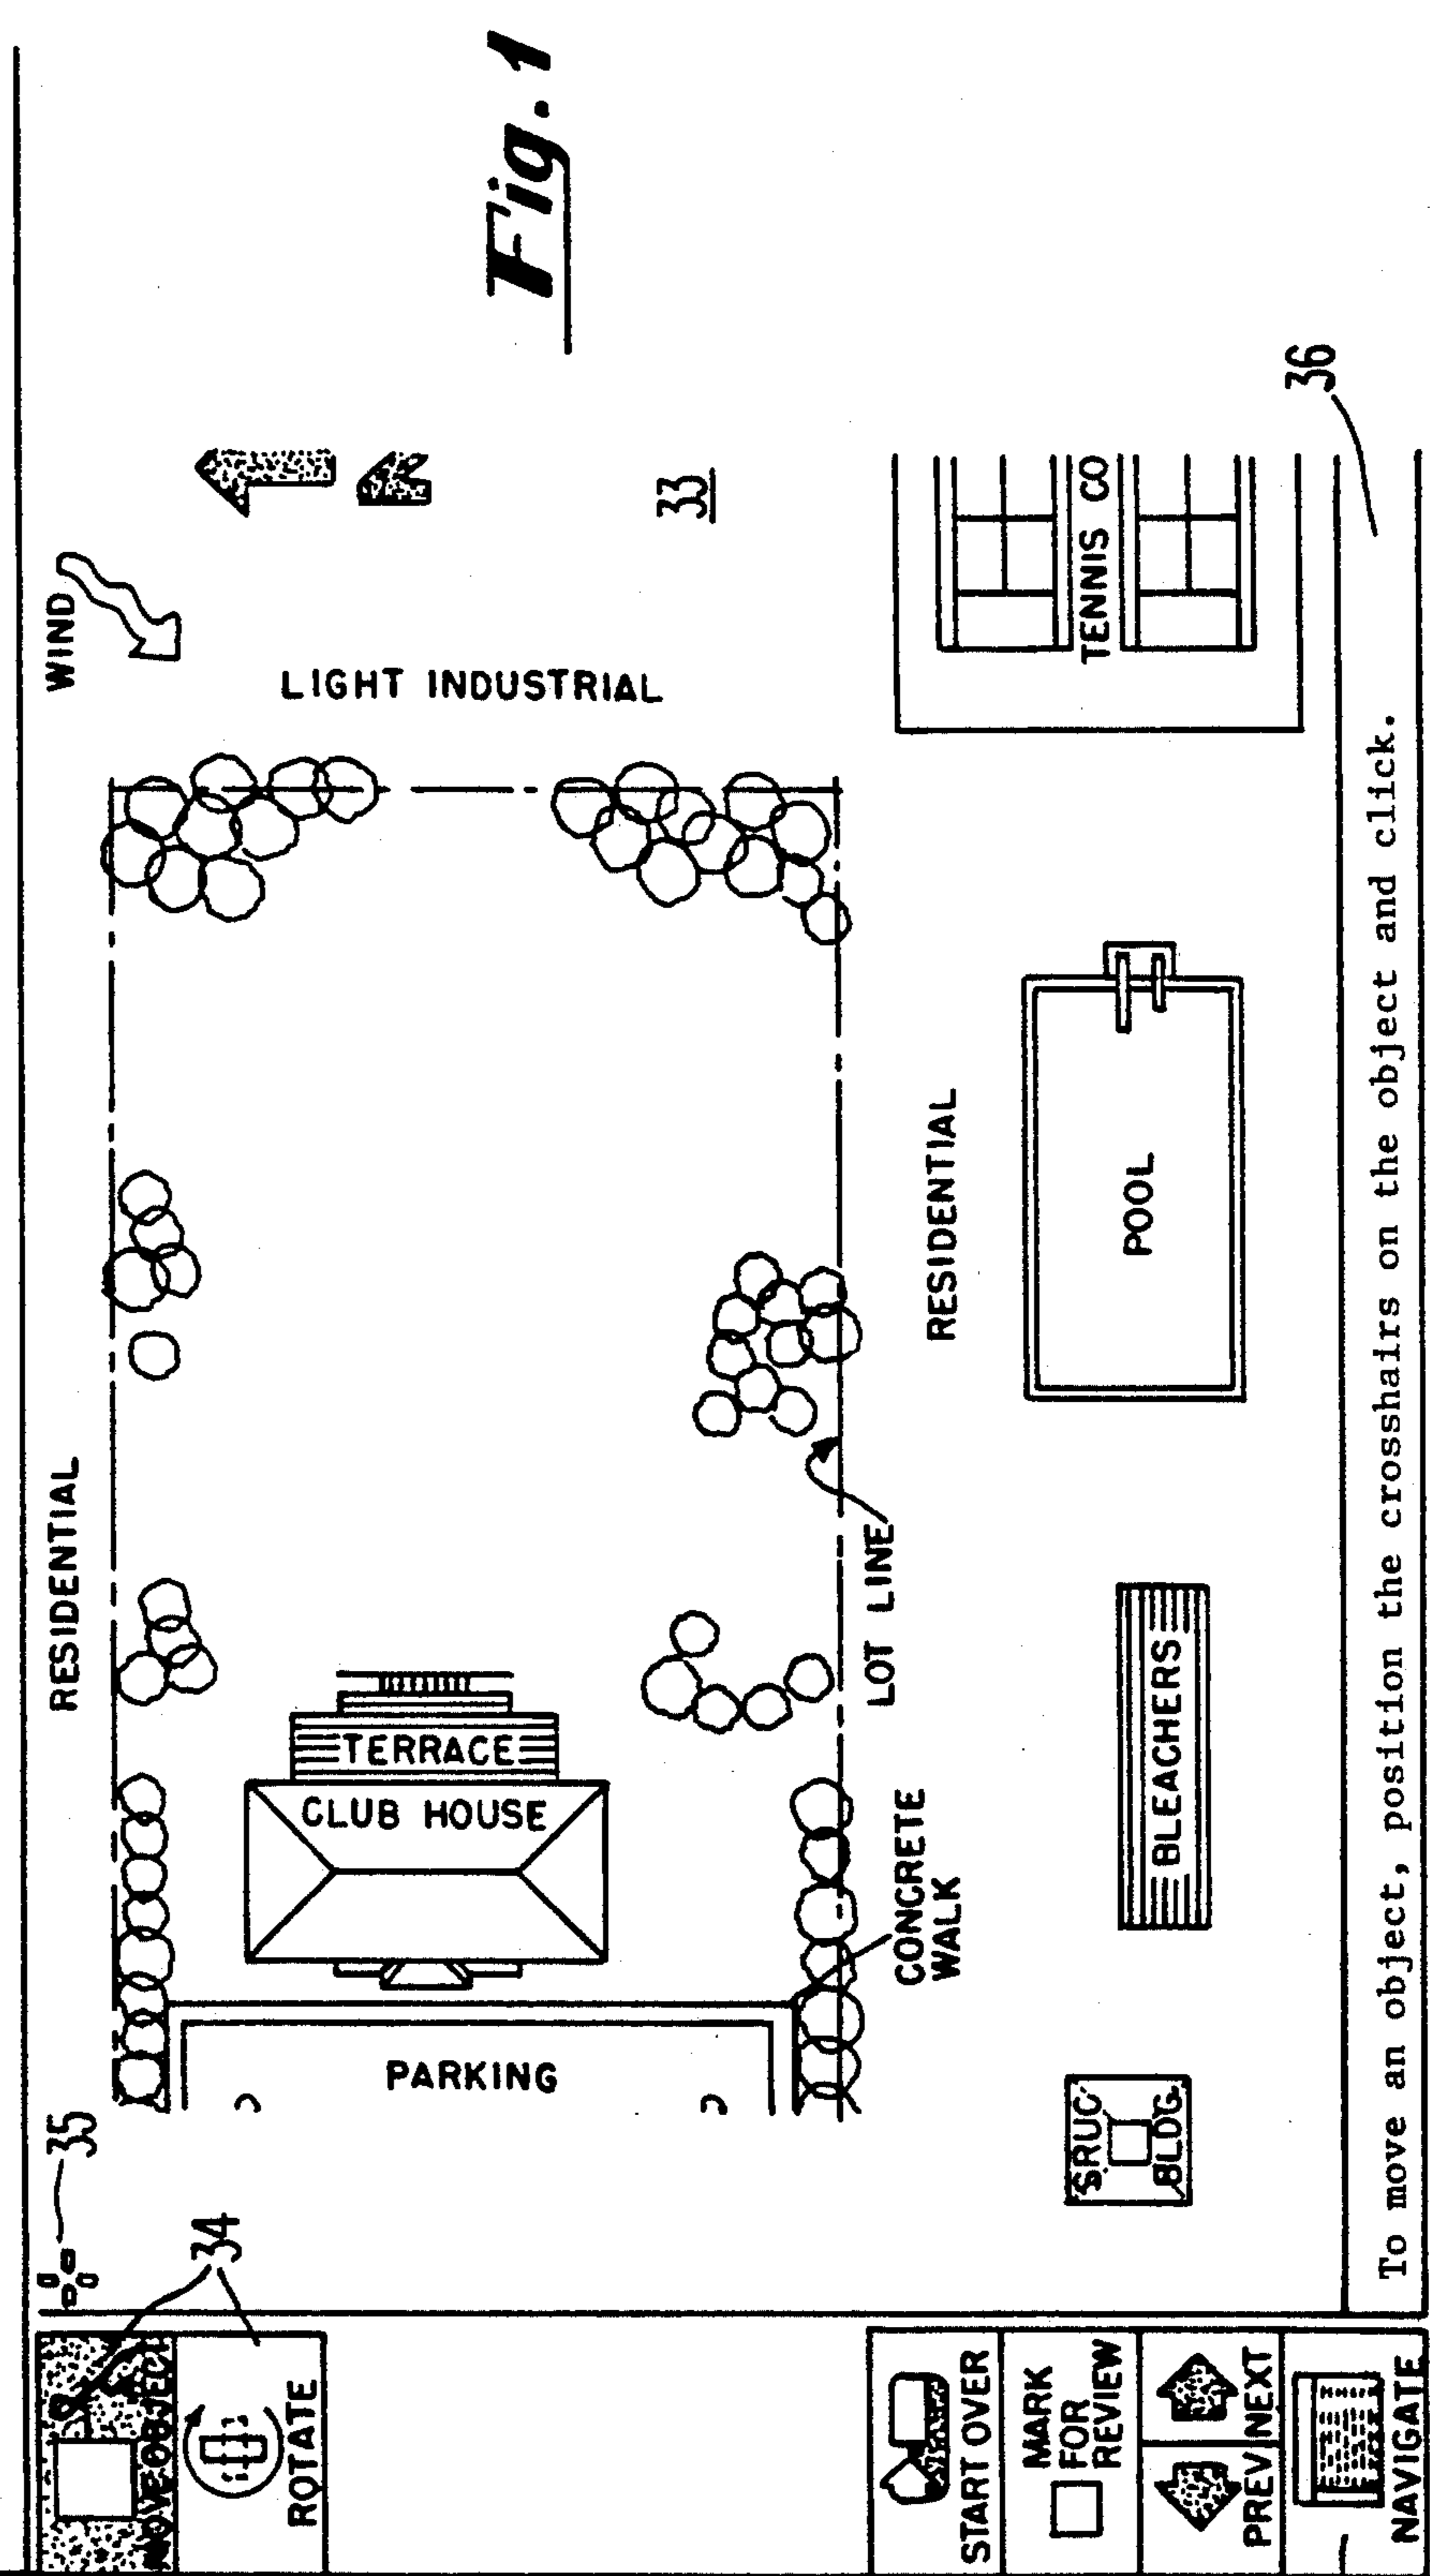 MOVE OBJECT
ROTATE
34
35
RESIDENTIAL
WIND
LIGHT INDUSTRIAL
33
Fig. 1
PARKING
CLUB HOUSE
TERRACE
CONCRETE
WALK
LOT LINE
RESIDENTIAL
SRUC
BLDG
BLEACHERS
POOL
TENNIS CO
START OVER
MARK
FOR
REVIEW
PREV NEXT
NAVIGATE
To move an object, position the crosshairs on the object and click.
36